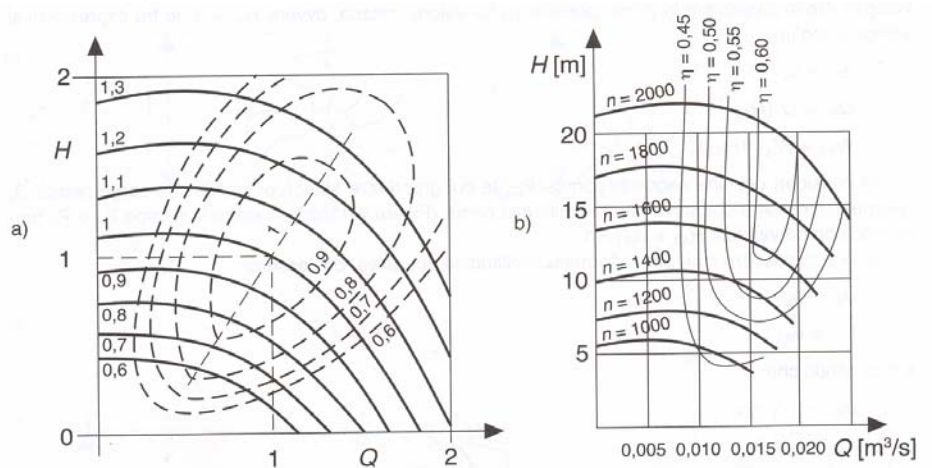 a)
H
2
1
0
1,3
1,2
1,1
1
0,9
0,8
0,7
0,6
1
0,9
0,8
0,7
0,6
1
Q
2
b)
H [m]
η = 0,45
η = 0,50
η = 0,55
η = 0,60
n = 2000
20
n = 1800
15
n = 1600
10
n = 1400
n = 1200
n = 1000
5
0,005 0,010 0,015 0,020 Q [m³/s]